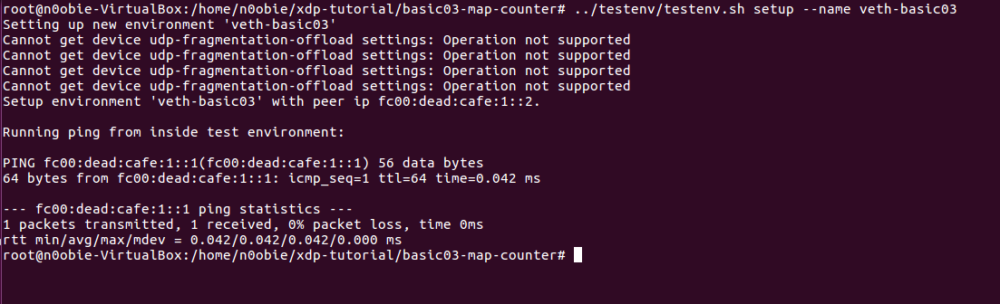 root@n0obie-VirtualBox:/home/n0obie/xdp-tutorial/basic03-map-counter# ../testenv/testenv.sh setup --name veth-basic03
Setting up new environment 'veth-basic03'
Cannot get device udp-fragmentation-offload settings: Operation not supported
Cannot get device udp-fragmentation-offload settings: Operation not supported
Cannot get device udp-fragmentation-offload settings: Operation not supported
Cannot get device udp-fragmentation-offload settings: Operation not supported
Setup environment 'veth-basic03' with peer ip fc00:dead:cafe:1::2.
Running ping from inside test environment:
PING fc00:dead:cafe:1::1(fc00:dead:cafe:1::1) 56 data bytes
64 bytes from fc00:dead:cafe:1::1: icmp_seq=1 ttl=64 time=0.042 ms
--- fc00:dead:cafe:1::1 ping statistics ---
1 packets transmitted, 1 received, 0% packet loss, time 0ms
rtt min/avg/max/mdev = 0.042/0.042/0.042/0.000 ms
root@n0obie-VirtualBox:/home/n0obie/xdp-tutorial/basic03-map-counter#